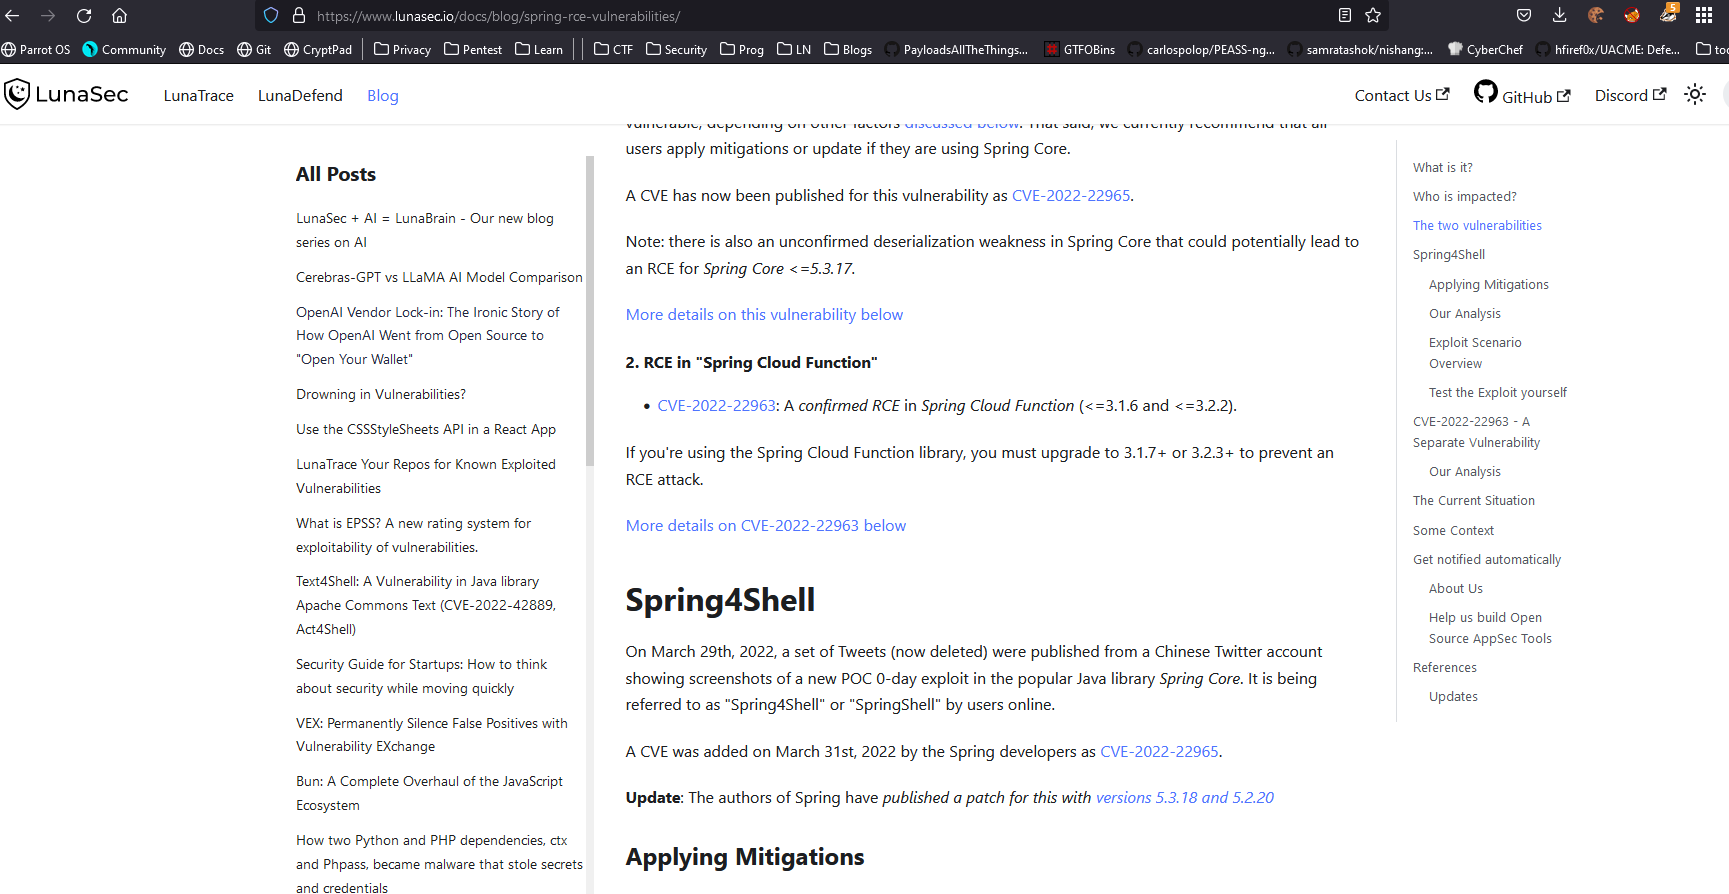 https://www.lunasec.io/docs/blog/spring-rce-vulnerabilities/
5
Parrot OS Community Docs Git CryptPad Privacy Pentest Learn CTF Security Prog LN Blogs PayloadsAllTheThings... GTFOBins carlospolop/PEASS-ng... samratashok/nishang:... CyberChef hfiref0x/UACME: Defe...
LunaSec LunaTrace LunaDefend Blog Contact Us GitHub Discord
All Posts
LunaSec + AI = LunaBrain - Our new blog
series on AI
Cerebras-GPT vs LLaMA AI Model Comparison
OpenAI Vendor Lock-in: The Ironic Story of
How OpenAI Went from Open Source to
"Open Your Wallet"
Drowning in Vulnerabilities?
Use the CSSStyleSheets API in a React App
LunaTrace Your Repos for Known Exploited
Vulnerabilities
What is EPSS? A new rating system for
exploitability of vulnerabilities.
Text4Shell: A Vulnerability in Java library
Apache Commons Text (CVE-2022-42889,
Act4Shell)
Security Guide for Startups: How to think
about security while moving quickly
VEX: Permanently Silence False Positives with
Vulnerability EXchange
Bun: A Complete Overhaul of the JavaScript
Ecosystem
How two Python and PHP dependencies, ctx
and Phpass, became malware that stole secrets
and credentials
vulnerable, depending on other factors discussed below. That said, we currently recommend that all
users apply mitigations or update if they are using Spring Core.
A CVE has now been published for this vulnerability as CVE-2022-22965.
Note: there is also an unconfirmed deserialization weakness in Spring Core that could potentially lead to
an RCE for Spring Core <=5.3.17.
More details on this vulnerability below
2. RCE in "Spring Cloud Function"
• CVE-2022-22963: A confirmed RCE in Spring Cloud Function (<=3.1.6 and <=3.2.2).
If you're using the Spring Cloud Function library, you must upgrade to 3.1.7+ or 3.2.3+ to prevent an
RCE attack.
More details on CVE-2022-22963 below
Spring4Shell
On March 29th, 2022, a set of Tweets (now deleted) were published from a Chinese Twitter account
showing screenshots of a new POC 0-day exploit in the popular Java library Spring Core. It is being
referred to as "Spring4Shell" or "SpringShell" by users online.
A CVE was added on March 31st, 2022 by the Spring developers as CVE-2022-22965.
Update: The authors of Spring have published a patch for this with versions 5.3.18 and 5.2.20
Applying Mitigations
What is it?
Who is impacted?
The two vulnerabilities
Spring4Shell
Applying Mitigations
Our Analysis
Exploit Scenario
Overview
Test the Exploit yourself
CVE-2022-22963 - A
Separate Vulnerability
Our Analysis
The Current Situation
Some Context
Get notified automatically
About Us
Help us build Open
Source AppSec Tools
References
Updates